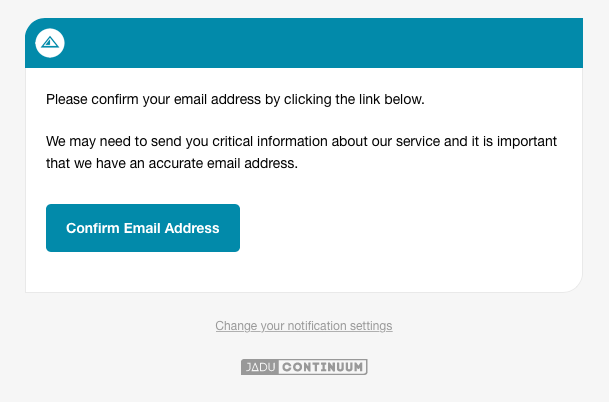 Please confirm your email address by clicking the link below.
We may need to send you critical information about our service and it is important
that we have an accurate email address.
Confirm Email Address
Change your notification settings
JADU CONTINUUM